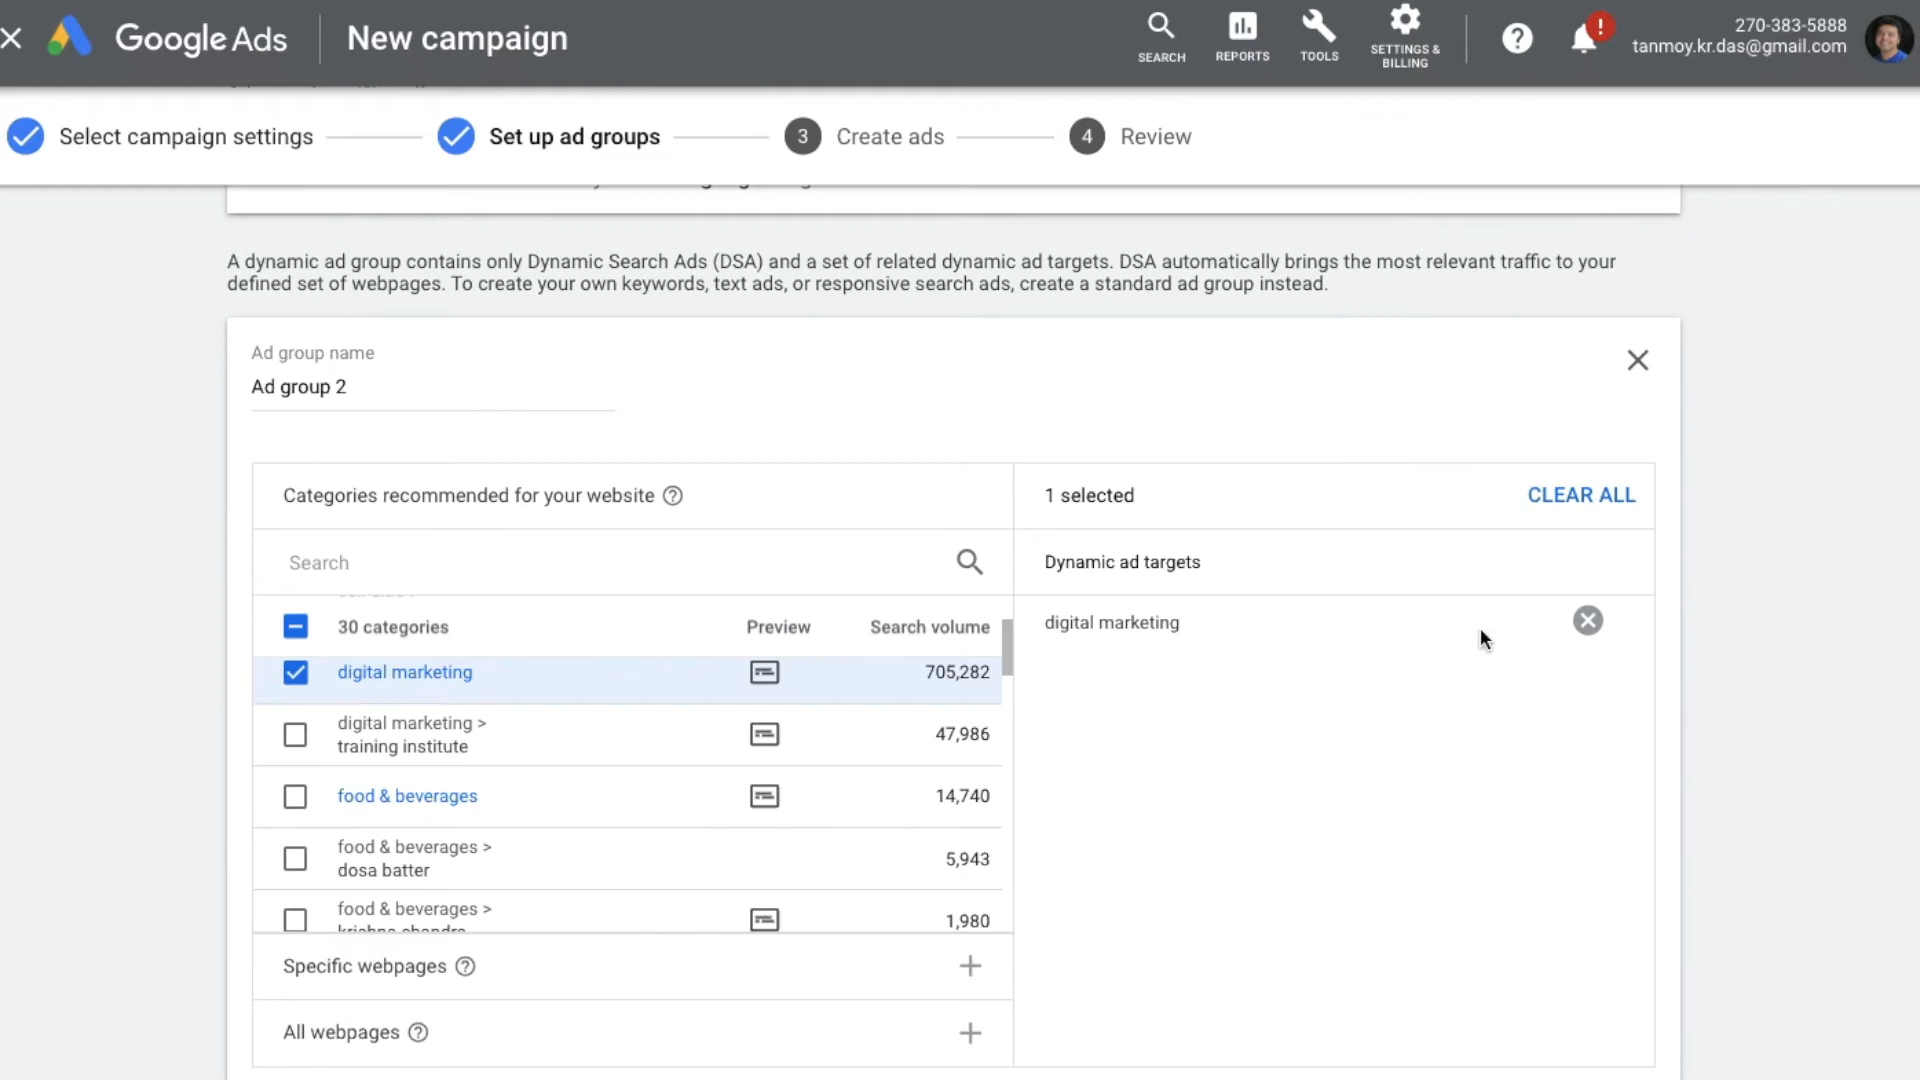 Google Ads
New campaign
SEARCH
REPORTS
TOOLS
SETTINGS &
BILLING
?
!
270-383-5888
tanmoy.kr.das@gmail.com
Select campaign settings
Set up ad groups
3
Create ads
4
Review
A dynamic ad group contains only Dynamic Search Ads (DSA) and a set of related dynamic ad targets. DSA automatically brings the most relevant traffic to your
defined set of webpages. To create your own keywords, text ads, or responsive search ads, create a standard ad group instead.
Ad group name
Ad group 2
Categories recommended for your website ?
1 selected
CLEAR ALL
Search
Dynamic ad targets
30 categories
Preview
Search volume
digital marketing
digital marketing
705,282
digital marketing >
training institute
47,986
food & beverages
14,740
food & beverages >
dosa batter
5,943
food & beverages >
1,980
Specific webpages ?
All webpages ?